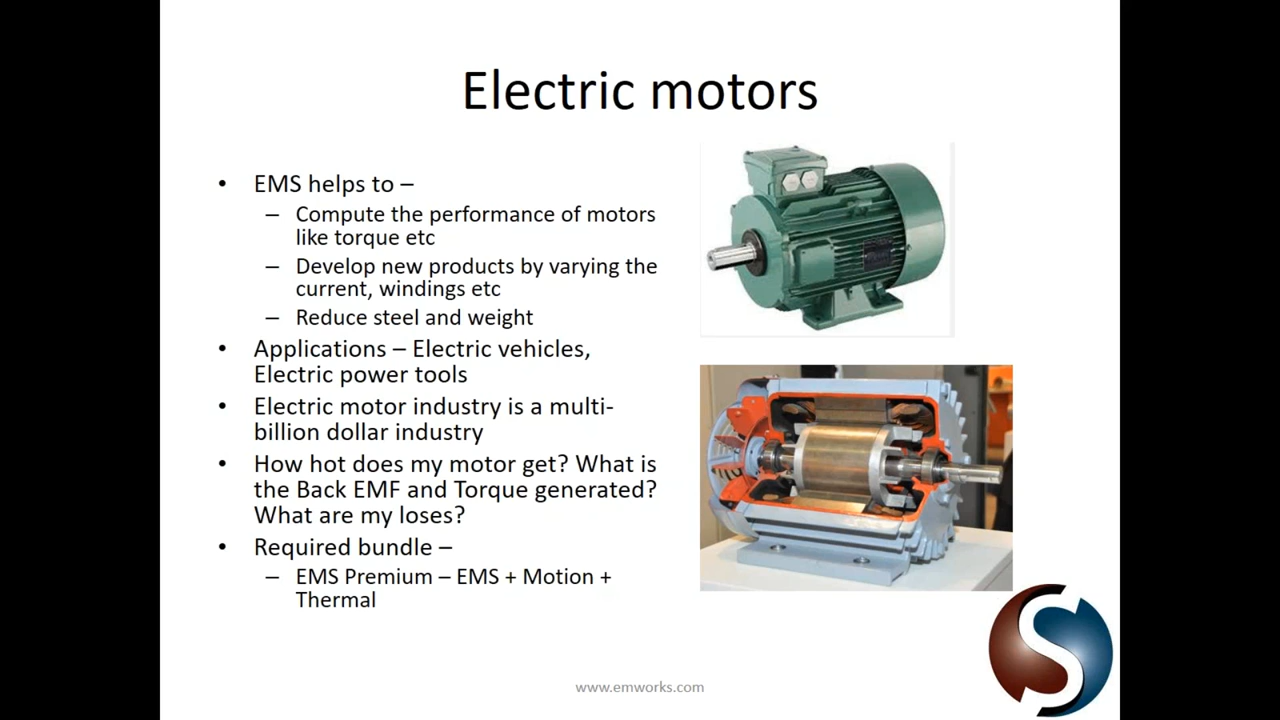 Electric motors
• EMS helps to –
– Compute the performance of motors
like torque etc
– Develop new products by varying the
current, windings etc
– Reduce steel and weight
• Applications – Electric vehicles,
Electric power tools
• Electric motor industry is a multi-
billion dollar industry
• How hot does my motor get? What is
the Back EMF and Torque generated?
What are my loses?
• Required bundle –
– EMS Premium – EMS + Motion +
Thermal
www.emworks.com
S